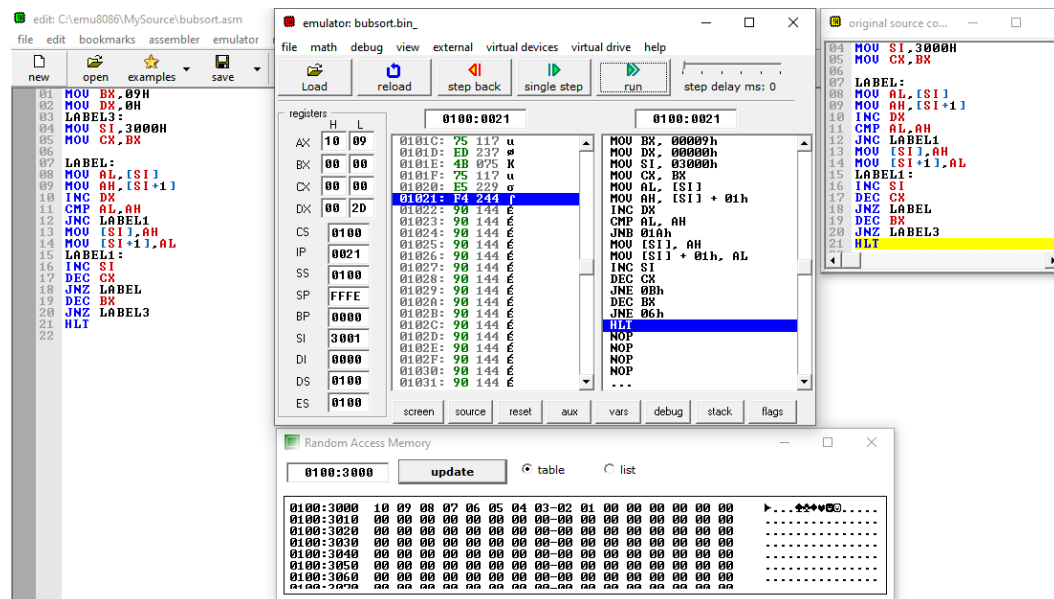 edit: C:\emu8086\MySource\bubsort.asm
file edit bookmarks assembler emulator
new open examples save
01 MOV BX,09H
02 MOV DX,0H
03 LABEL3:
04 MOV SI,3000H
05 MOV CX,BX
06
07 LABEL:
08 MOV AL,[SI]
09 MOV AH,[SI+1]
10 INC DX
11 CMP AL,AH
12 JNC LABEL1
13 MOV [SI],AH
14 MOV [SI+1],AL
15 LABEL1:
16 INC SI
17 DEC CX
18 JNZ LABEL
19 DEC BX
20 JNZ LABEL3
21 HLT
22
emulator: bubsort.bin_
file math debug view external virtual devices virtual drive help
Load reload step back single step run step delay ms: 0
registers
H L
AX 10 09
BX 00 00
CX 00 00
DX 00 2D
CS 0100
IP 0021
SS 0100
SP FFFE
BP 0000
SI 3001
DI 0000
DS 0100
ES 0100
0100:0021
0101C: 75 117 u
0101D: ED 237 ø
0101E: 4B 075 K
0101F: 75 117 u
01020: E5 229 σ
01021: F4 244 ⌠
01022: 90 144 É
01023: 90 144 É
01024: 90 144 É
01025: 90 144 É
01026: 90 144 É
01027: 90 144 É
01028: 90 144 É
01029: 90 144 É
0102A: 90 144 É
0102B: 90 144 É
0102C: 90 144 É
0102D: 90 144 É
0102E: 90 144 É
0102F: 90 144 É
01030: 90 144 É
01031: 90 144 É
0100:0021
MOV BX, 00009h
MOV DX, 00000h
MOV SI, 03000h
MOV CX, BX
MOV AL, [SI]
MOV AH, [SI] + 01h
INC DX
CMP AL, AH
JNB 01Ah
MOV [SI], AH
MOV [SI] + 01h, AL
INC SI
DEC CX
JNE 0Bh
DEC BX
JNE 06h
HLT
NOP
NOP
NOP
NOP
...
screen source reset aux vars debug stack flags
original source co...
04 MOV SI,3000H
05 MOV CX,BX
06
07 LABEL:
08 MOV AL,[SI]
09 MOV AH,[SI+1]
10 INC DX
11 CMP AL,AH
12 JNC LABEL1
13 MOV [SI],AH
14 MOV [SI+1],AL
15 LABEL1:
16 INC SI
17 DEC CX
18 JNZ LABEL
19 DEC BX
20 JNZ LABEL3
21 HLT
Random Access Memory
0100:3000 update table list
0100:3000 10 09 08 07 06 05 04 03-02 01 00 00 00 00 00 00 ►...♠♣♦♥☻☺......
0100:3010 00 00 00 00 00 00 00 00-00 00 00 00 00 00 00 00 ................
0100:3020 00 00 00 00 00 00 00 00-00 00 00 00 00 00 00 00 ................
0100:3030 00 00 00 00 00 00 00 00-00 00 00 00 00 00 00 00 ................
0100:3040 00 00 00 00 00 00 00 00-00 00 00 00 00 00 00 00 ................
0100:3050 00 00 00 00 00 00 00 00-00 00 00 00 00 00 00 00 ................
0100:3060 00 00 00 00 00 00 00 00-00 00 00 00 00 00 00 00 ................
0100:3070 00 00 00 00 00 00 00 00-00 00 00 00 00 00 00 00